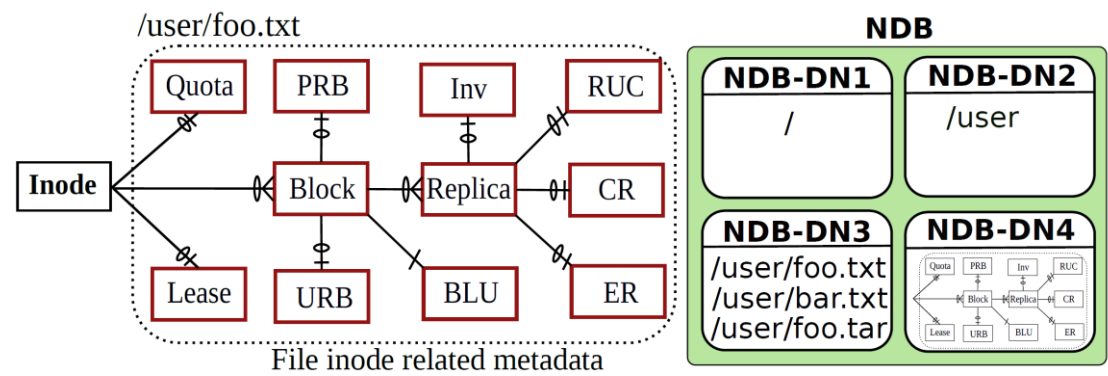 /user/foo.txt
Quota
PRB
Inv
RUC
Inode
Block
Replica
CR
Lease
URB
BLU
ER
File inode related metadata
NDB
NDB-DN1
/
NDB-DN2
/user
NDB-DN3
/user/foo.txt
/user/bar.txt
/user/foo.tar
NDB-DN4
Quota
PRB
Inv
RUC
Block
Replica
CR
Lease
URB
BLU
ER